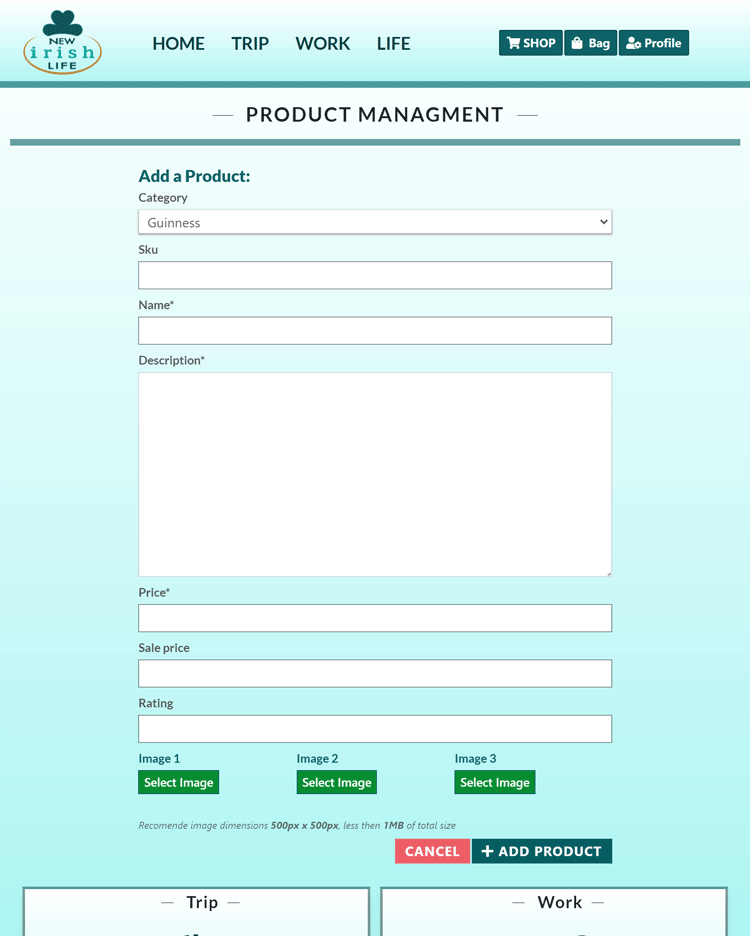 NEW
irish
LIFE
HOME TRIP WORK LIFE
SHOP Bag Profile
— PRODUCT MANAGMENT —
Add a Product:
Category
Guinness
Sku
Name*
Description*
Price*
Sale price
Rating
Image 1 Image 2 Image 3
Select Image Select Image Select Image
Recomende image dimensions 500px x 500px, less then 1MB of total size
CANCEL + ADD PRODUCT
— Trip — — Work —